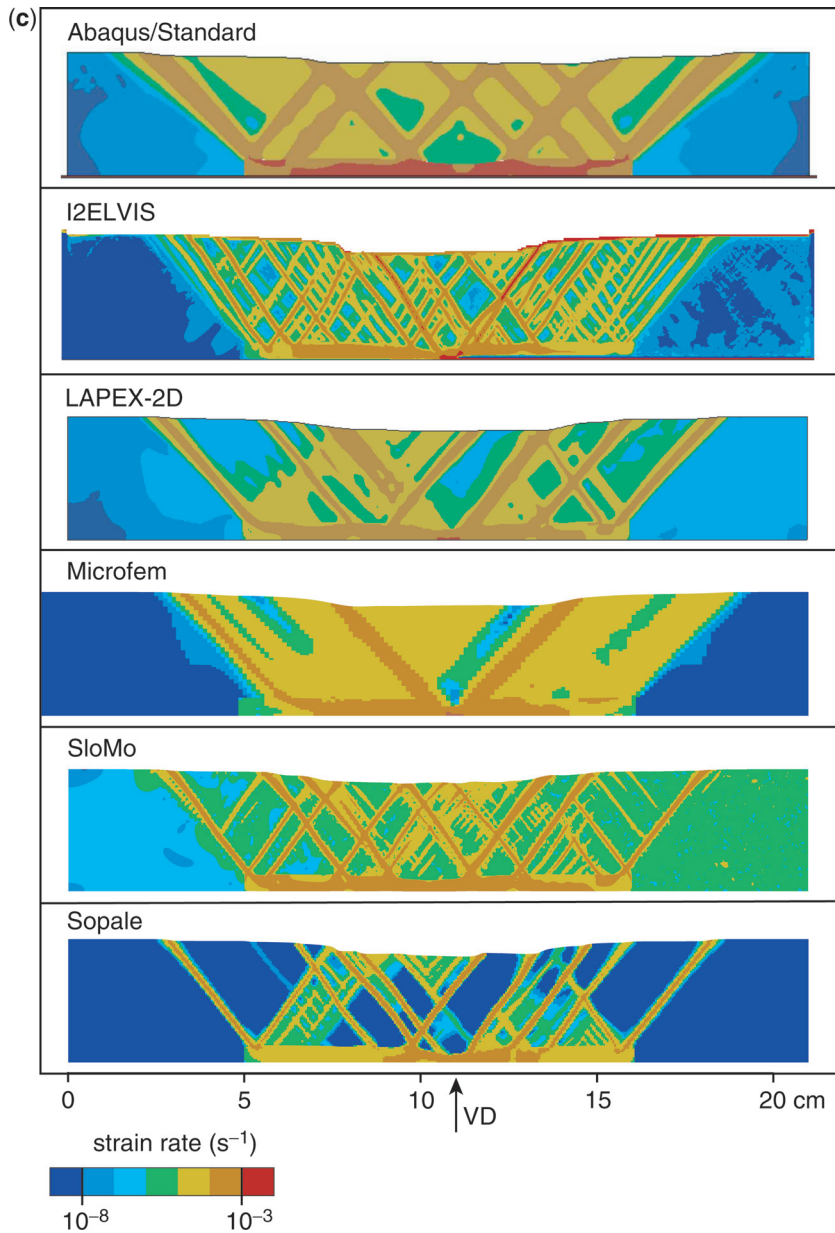 (c)
Abaqus/Standard
I2ELVIS
LAPEX-2D
Microfem
SloMo
Sopale
0 5 10 15 20 cm
VD
strain rate (s⁻¹)
10⁻⁸ 10⁻³